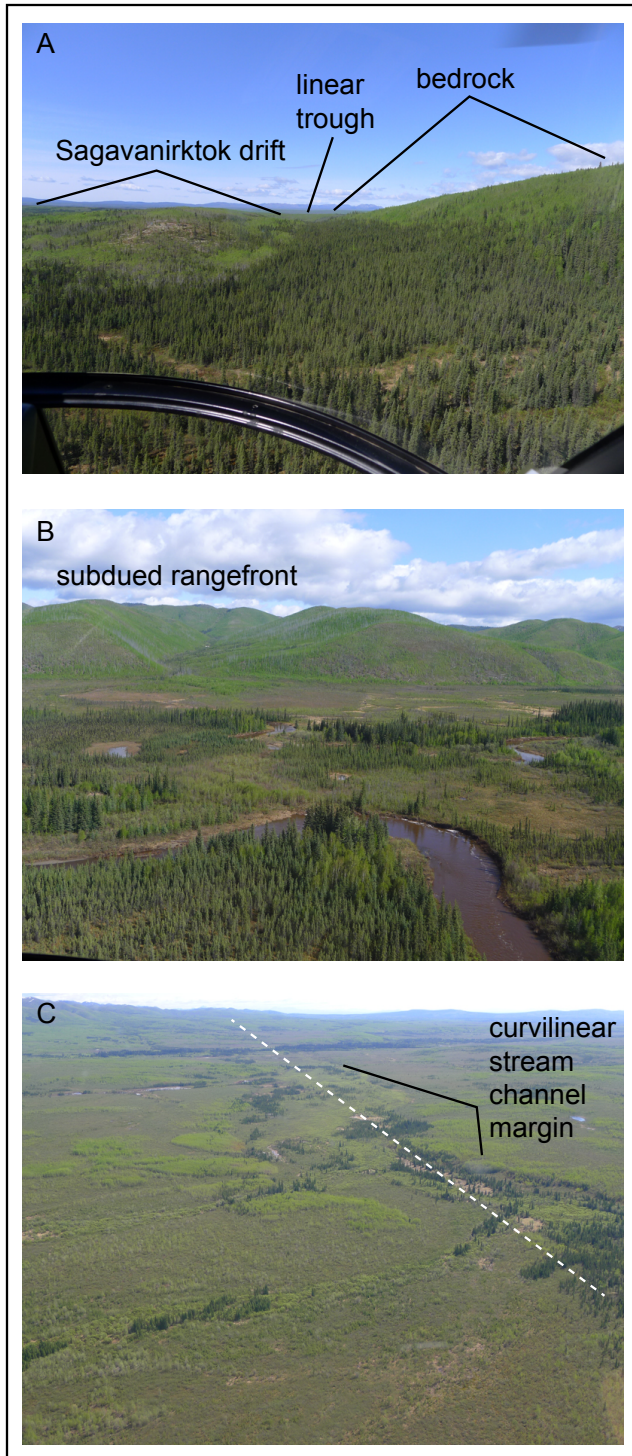 A
linear
trough
bedrock
Sagavanirktok drift
B
subdued rangefront
C
curvilinear
stream
channel
margin